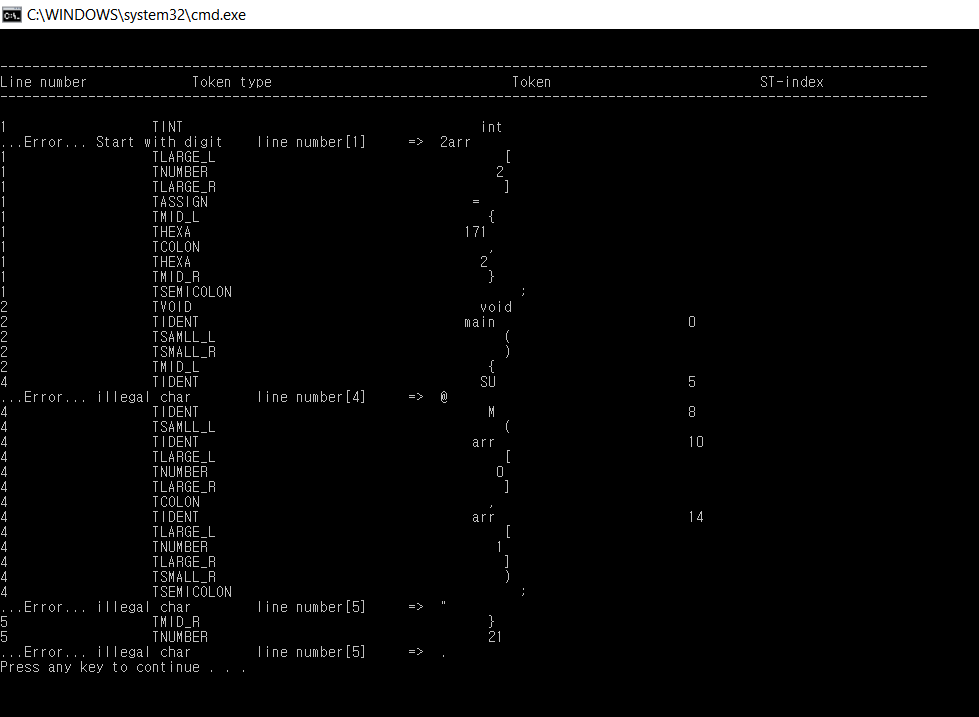 C:\WINDOWS\system32\cmd.exe
--------------------------------------------------------------------------------------------------------------------
Line number Token type Token ST-index
--------------------------------------------------------------------------------------------------------------------
1 TINT int
...Error... Start with digit line number[1] => 2arr
1 TLARGE_L [
1 TNUMBER 2
1 TLARGE_R ]
1 TASSIGN =
1 TMID_L {
1 THEXA 171
1 TCOLON ,
1 THEXA 2
1 TMID_R }
1 TSEMICOLON ;
2 TVOID void
2 TIDENT main 0
2 TSAMLL_L (
2 TSMALL_R )
2 TMID_L {
4 TIDENT SU 5
...Error... illegal char line number[4] => @
4 TIDENT M 8
4 TSAMLL_L (
4 TIDENT arr 10
4 TLARGE_L [
4 TNUMBER 0
4 TLARGE_R ]
4 TCOLON ,
4 TIDENT arr 14
4 TLARGE_L [
4 TNUMBER 1
4 TLARGE_R ]
4 TSMALL_R )
4 TSEMICOLON ;
...Error... illegal char line number[5] => "
5 TMID_R }
5 TNUMBER 21
...Error... illegal char line number[5] => .
Press any key to continue . . .